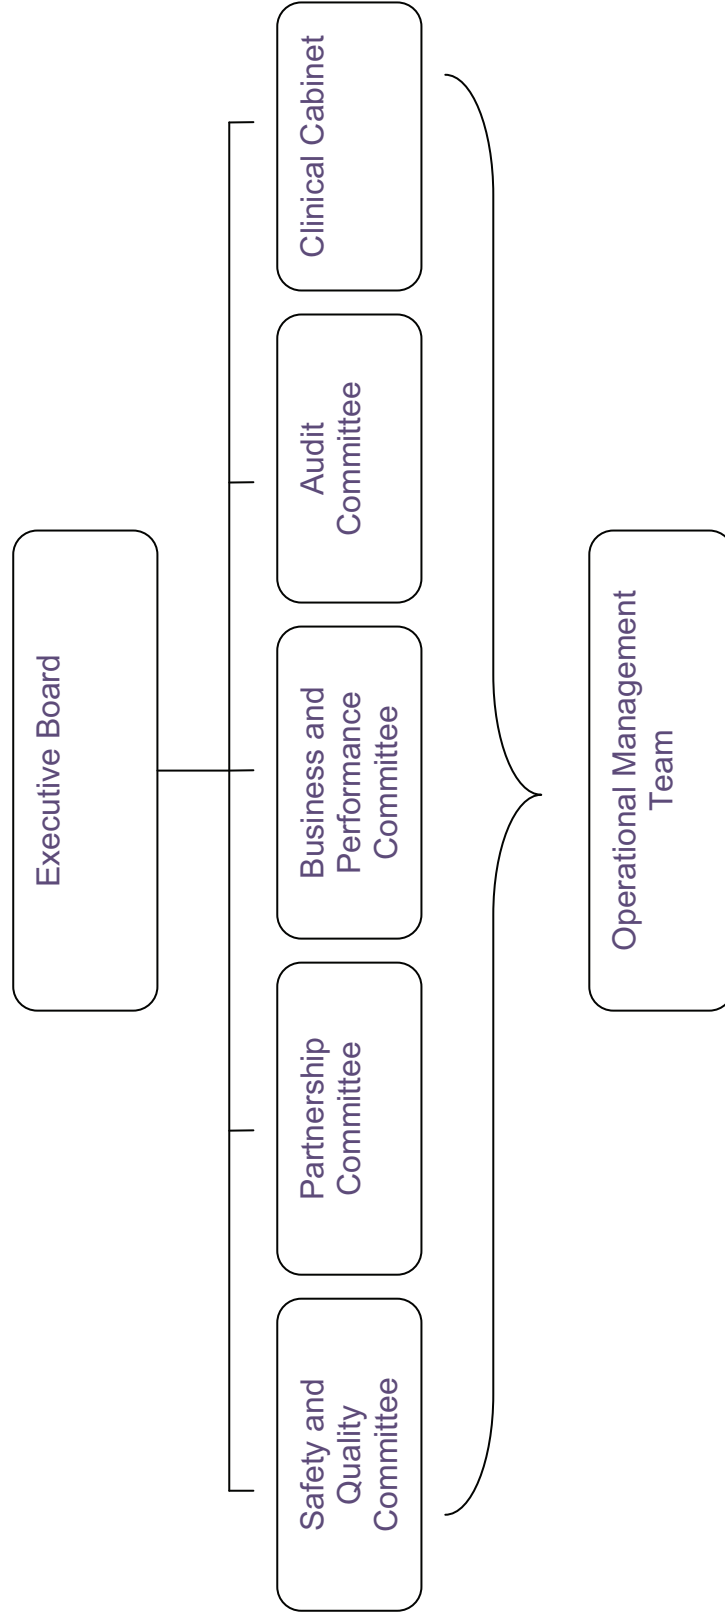 Executive Board
Safety and
Quality
Committee
Partnership
Committee
Business and
Performance
Committee
Audit
Committee
Clinical Cabinet
Operational Management
Team